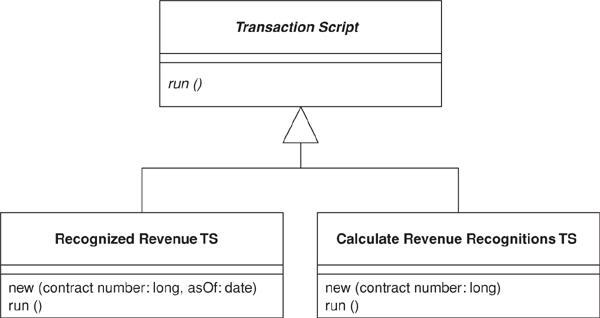 Transaction Script
run ()
Recognized Revenue TS
new (contract number: long, asOf: date)
run ()
Calculate Revenue Recognitions TS
new (contract number: long)
run ()